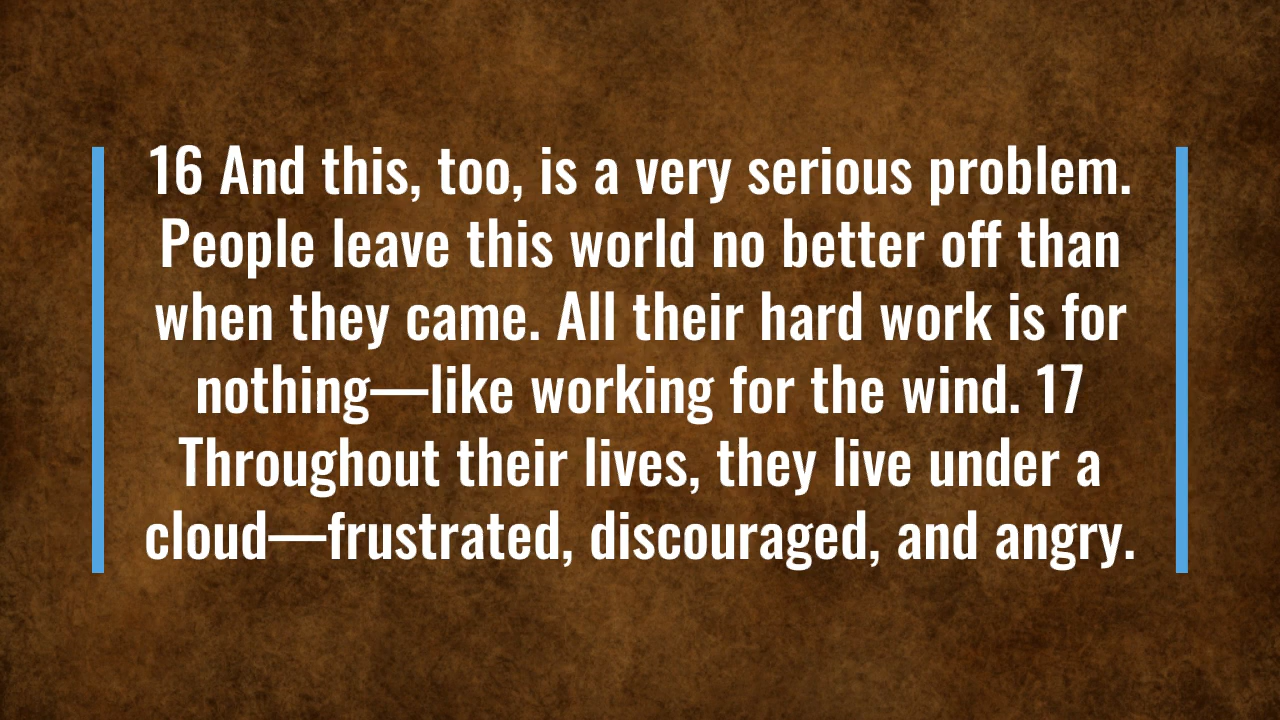 16 And this, too, is a very serious problem.
People leave this world no better off than
when they came. All their hard work is for
nothing—like working for the wind. 17
Throughout their lives, they live under a
cloud—frustrated, discouraged, and angry.